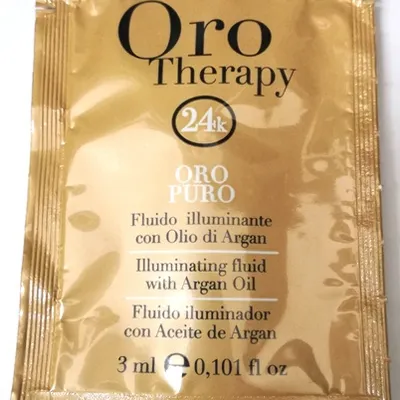 Oro
Therapy
24k
ORO
PURO
Fluido illuminante
con Olio di Argan
Illuminating fluid
with Argan Oil
Fluido iluminador
con Aceite de Argan
3 ml ℮ 0,101 fl oz